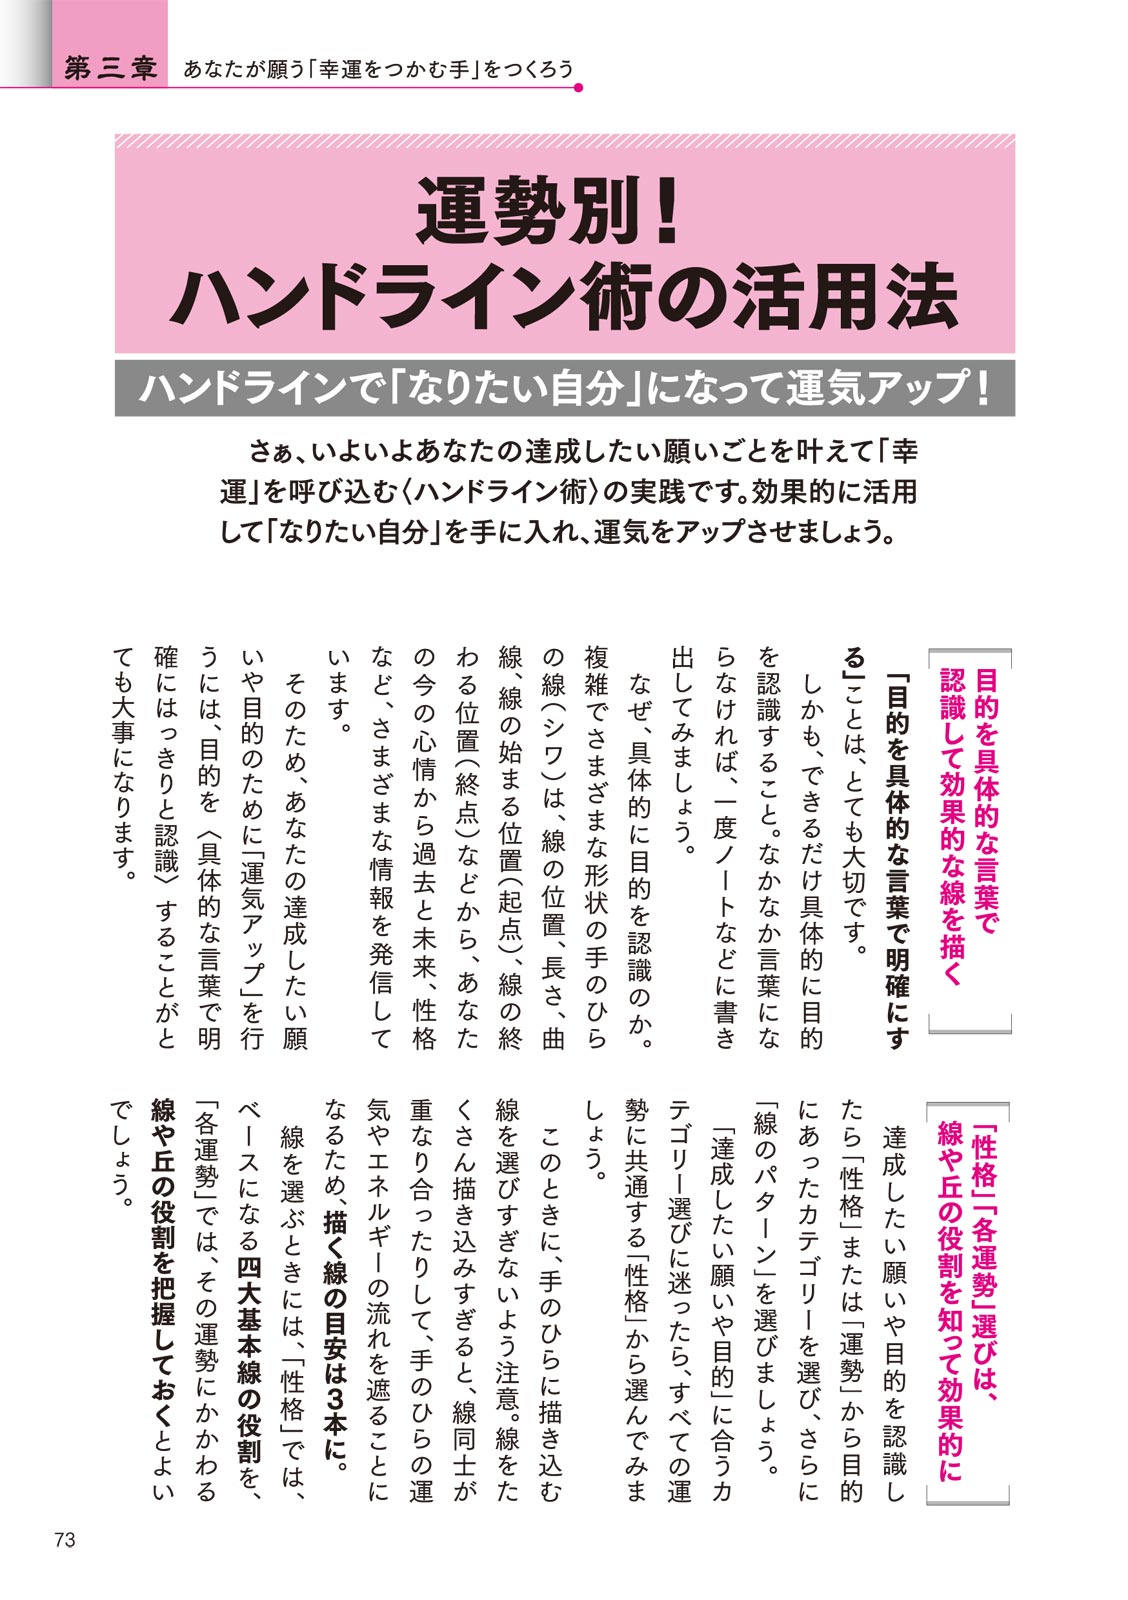 第三章
あなたが願う「幸運をつかむ手」をつくろう
運勢別！
ハンドライン術の活用法
ハンドラインで「なりたい自分」になって運気アップ！
さぁ、いよいよあなたの達成したい願いごとを叶えて「幸
運」を呼び込む〈ハンドライン術〉の実践です。効果的に活用
して「なりたい自分」を手に入れ、運気をアップさせましょう。
目的を具体的な言葉で
認識して効果的な線を描く
「目的を具体的な言葉で明確にす
る」ことは、とても大切です。
しかも、できるだけ具体的に目的
を認識すること。なかなか言葉にな
らなければ、一度ノートなどに書き
出してみましょう。
なぜ、具体的に目的を認識のか。
複雑でさまざまな形状の手のひら
の線（シワ）は、線の位置、長さ、曲
線、線の始まる位置（起点）、線の終
わる位置（終点）などから、あなた
の今の心情から過去と未来、性格
など、さまざまな情報を発信して
います。
そのため、あなたの達成したい願
いや目的のために「運気アップ」を行
うには、目的を〈具体的な言葉で明
確にはっきりと認識〉することがと
ても大事になります。
「性格」「各運勢」選びは、
線や丘の役割を知って効果的に
達成したい願いや目的を認識し
たら「性格」または「運勢」から目的
にあったカテゴリーを選び、さらに
「線のパターン」を選びましょう。
「達成したい願いや目的」に合うカ
テゴリー選びに迷ったら、すべての運
勢に共通する「性格」から選んでみま
しょう。
このときに、手のひらに描き込む
線を選びすぎないよう注意。線をた
くさん描き込みすぎると、線同士が
重なり合ったりして、手のひらの運
気やエネルギーの流れを遮ることに
なるため、描く線の目安は3本に。
線を選ぶときには、「性格」では、
ベースになる四大基本線の役割を、
「各運勢」では、その運勢にかかわる
線や丘の役割を把握しておくとよい
でしょう。
73